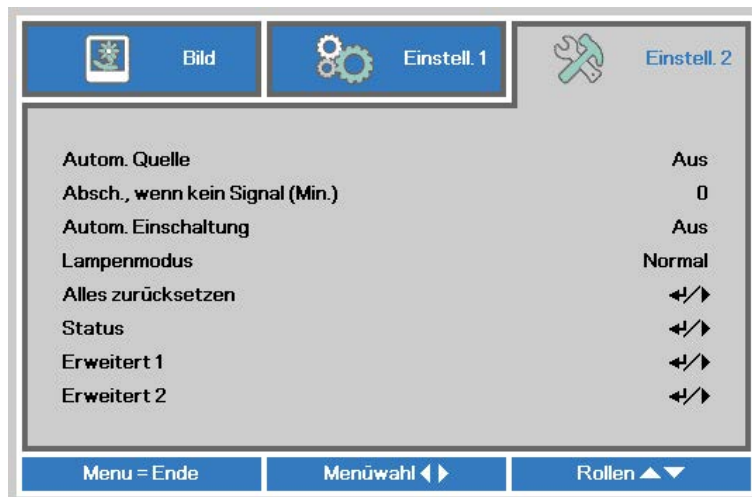 Bild Einstell. 1 Einstell. 2
Autom. Quelle Aus
Absch., wenn kein Signal (Min.) 0
Autom. Einschaltung Aus
Lampenmodus Normal
Alles zurücksetzen ↵/▶
Status ↵/▶
Erweitert 1 ↵/▶
Erweitert 2 ↵/▶
Menu = Ende Menüwahl ◀▶ Rollen ▲▼